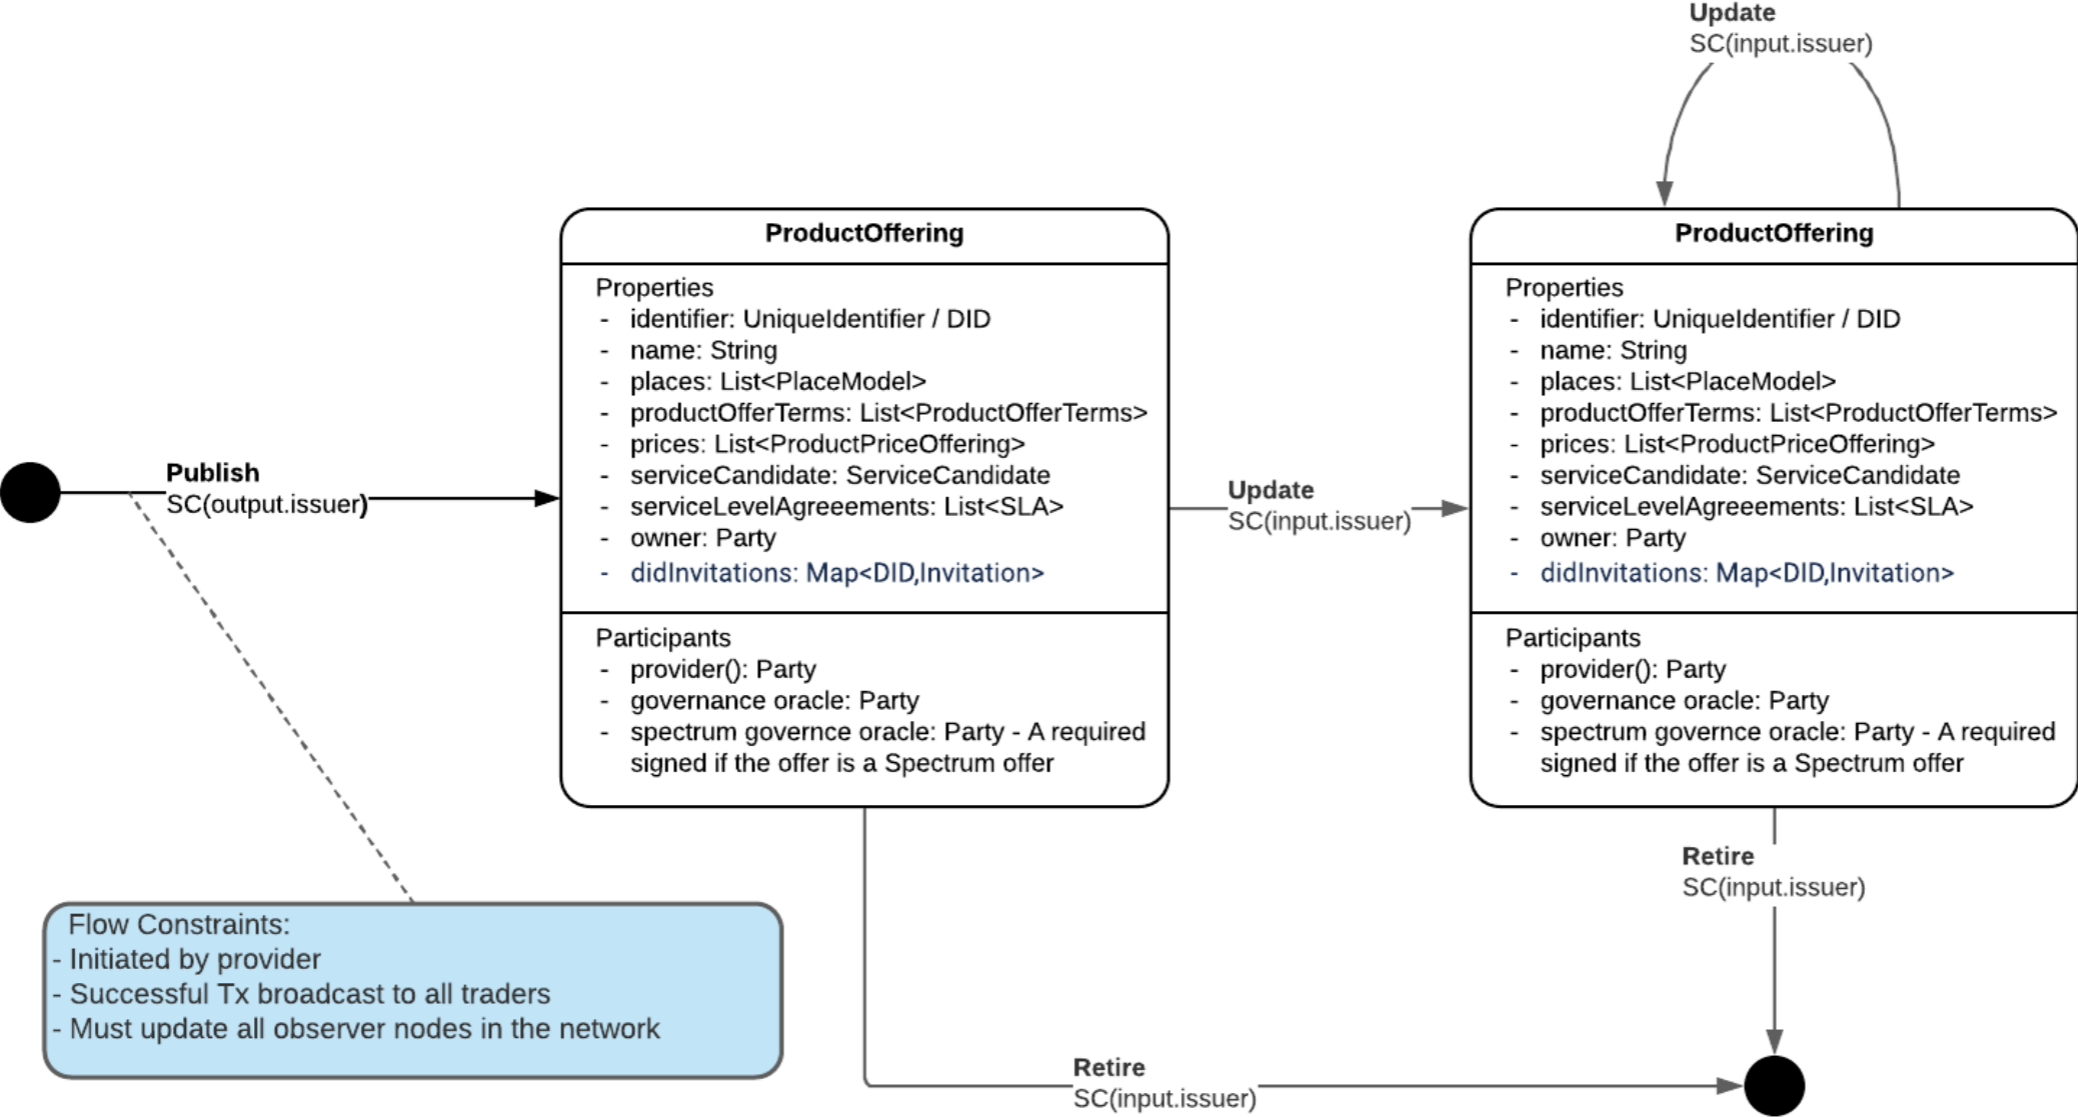 Update
SC(input.issuer)
ProductOffering
Properties
- identifier: UniqueIdentifier / DID
- name: String
- places: List<PlaceModel>
- productOfferTerms: List<ProductOfferTerms>
- prices: List<ProductPriceOffering>
- serviceCandidate: ServiceCandidate
- serviceLevelAgreeements: List<SLA>
- owner: Party
- didInvitations: Map<DID,Invitation>
Participants
- provider(): Party
- governance oracle: Party
- spectrum governce oracle: Party - A required
signed if the offer is a Spectrum offer
ProductOffering
Properties
- identifier: UniqueIdentifier / DID
- name: String
- places: List<PlaceModel>
- productOfferTerms: List<ProductOfferTerms>
- prices: List<ProductPriceOffering>
- serviceCandidate: ServiceCandidate
- serviceLevelAgreeements: List<SLA>
- owner: Party
- didInvitations: Map<DID,Invitation>
Participants
- provider(): Party
- governance oracle: Party
- spectrum governce oracle: Party - A required
signed if the offer is a Spectrum offer
Publish
SC(output.issuer)
Update
SC(input.issuer)
Retire
SC(input.issuer)
Flow Constraints:
- Initiated by provider
- Successful Tx broadcast to all traders
- Must update all observer nodes in the network
Retire
SC(input.issuer)